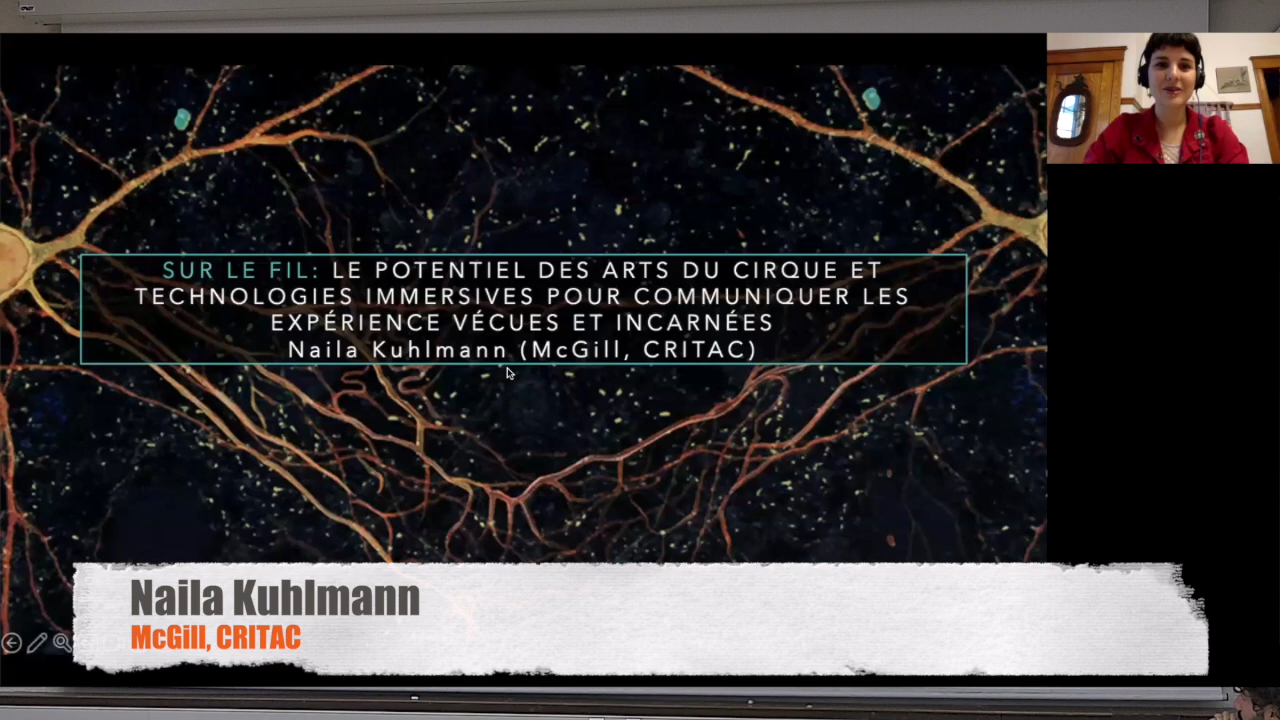 SUR LE FIL: LE POTENTIEL DES ARTS DU CIRQUE ET
TECHNOLOGIES IMMERSIVES POUR COMMUNIQUER LES
EXPÉRIENCE VÉCUES ET INCARNÉES
Naila Kuhlmann (McGill, CRITAC)
Naila Kuhlmann
McGill, CRITAC